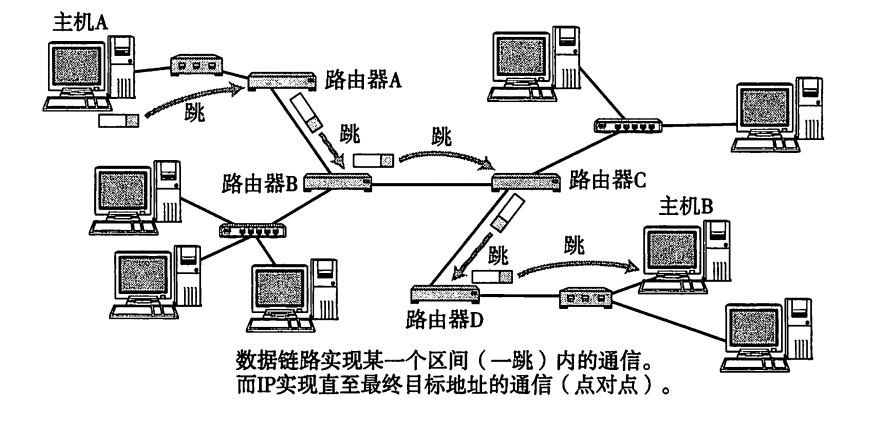 主机A
路由器A
跳
跳
跳
路由器B
路由器C
主机B
跳
跳
路由器D
数据链路实现某一个区间（一跳）内的通信。
而IP实现直至最终目标地址的通信（点对点）。